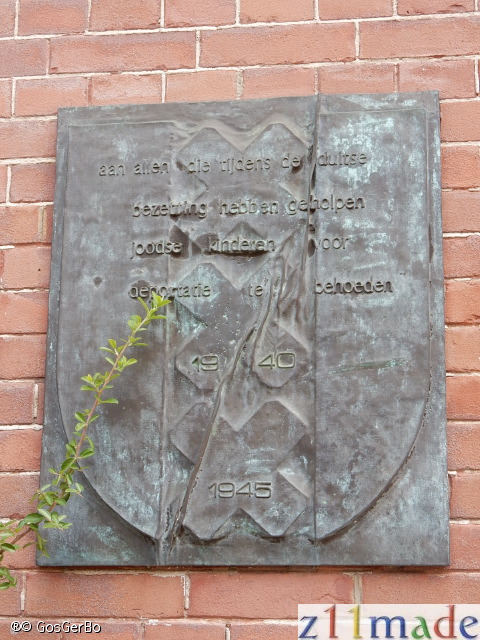 aan allen die tijdens de duitse
bezetting hebben geholpen
joodse kinderen voor
deportatie te behoeden
19 40
1945
®© GosGerBo
z11made